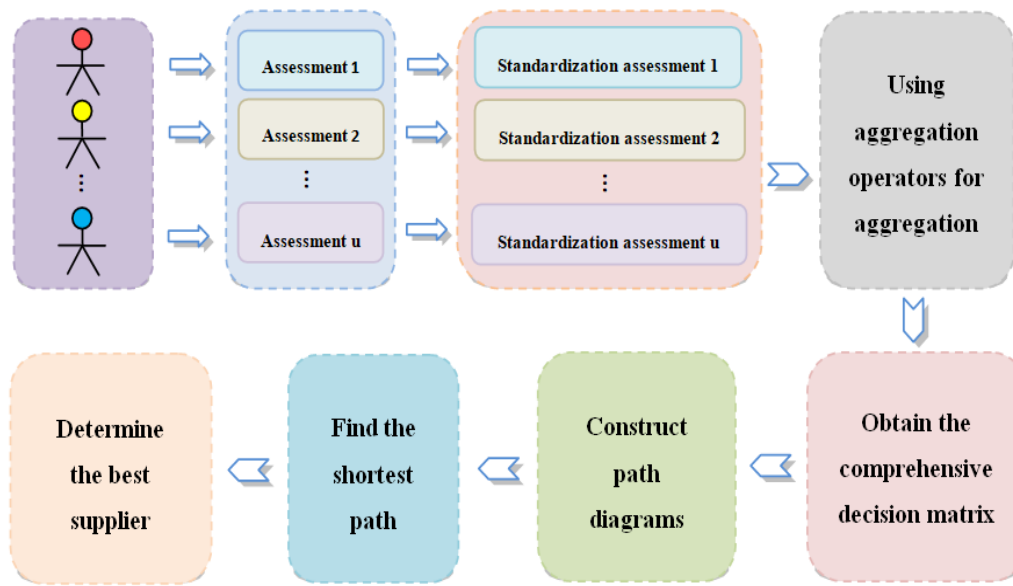 Assessment 1
Standardization assessment 1
Assessment 2
Standardization assessment 2
...
...
...
Assessment u
Standardization assessment u
Using
aggregation
operators for
aggregation
Obtain the
comprehensive
decision matrix
Construct
path
diagrams
Find the
shortest
path
Determine
the best
supplier